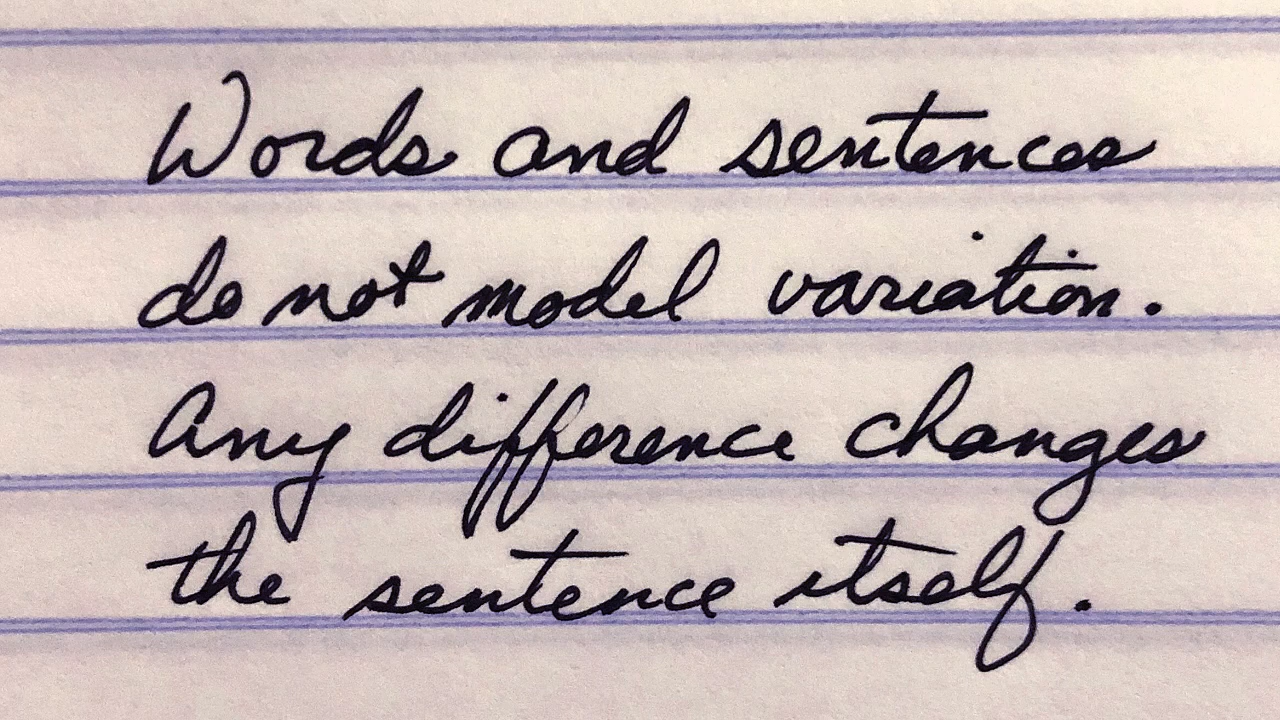 Words and sentences
do not model variation.
Any difference changes
the sentence itself.